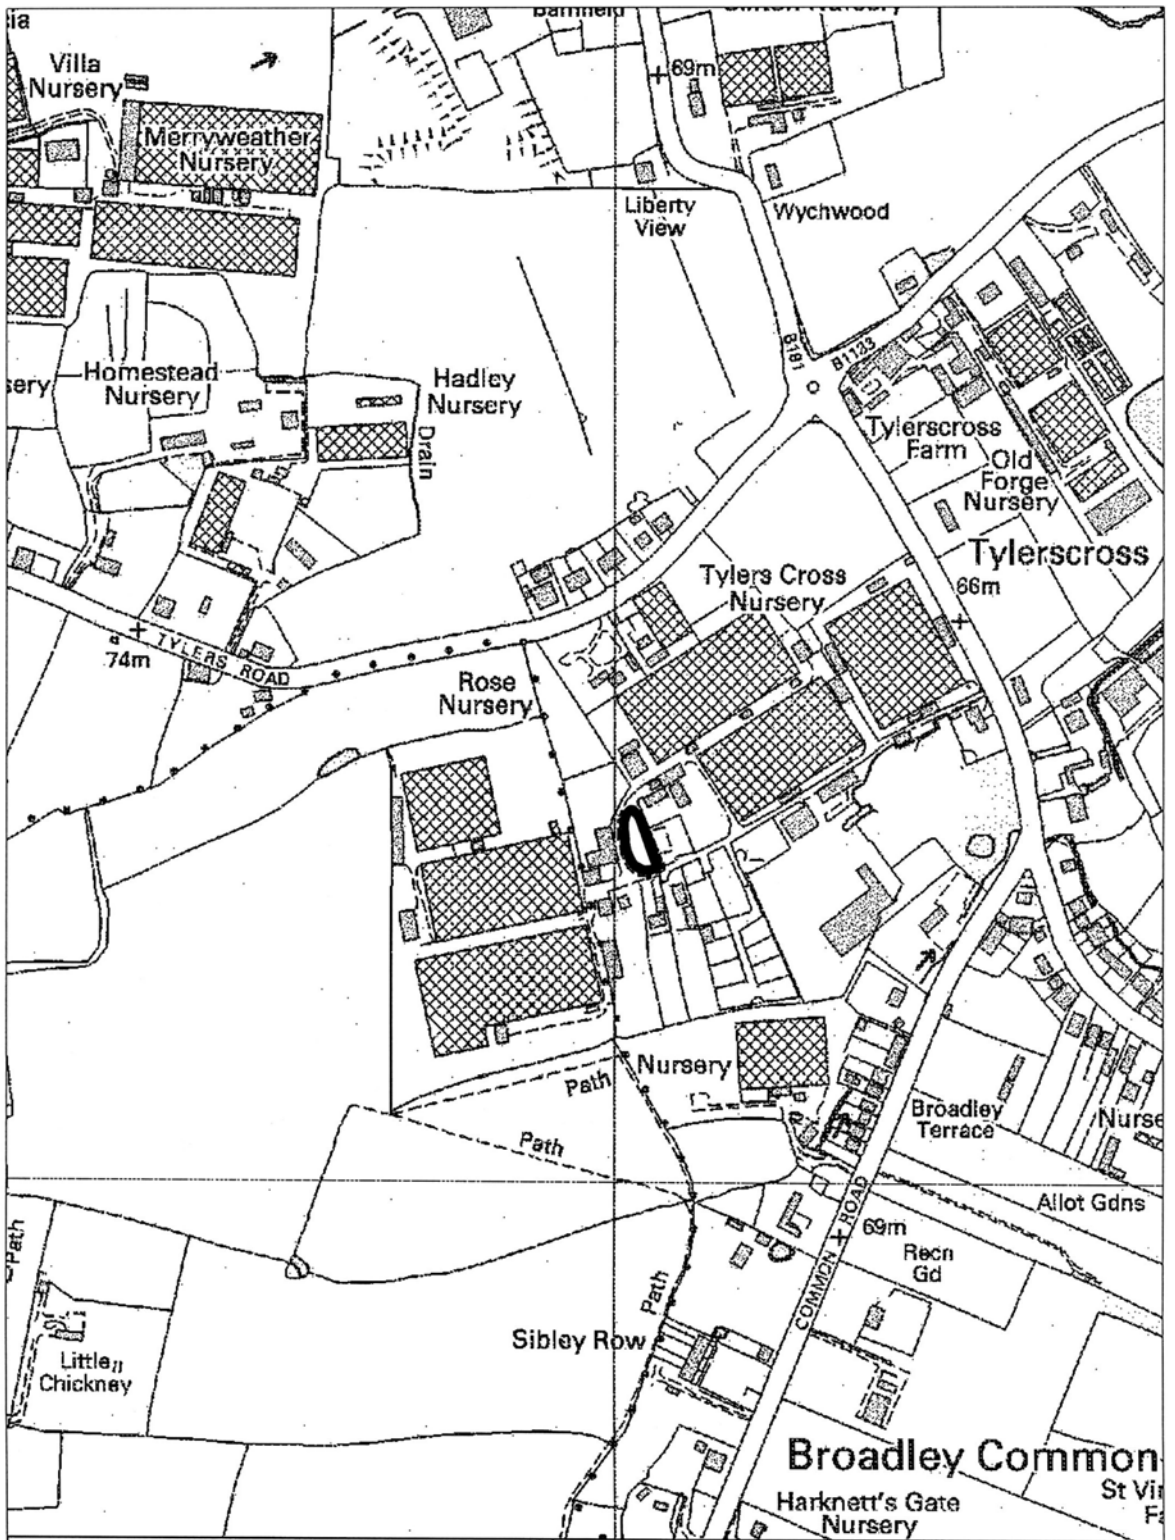 Villa
Nursery
69m
Merryweather
Nursery
Liberty
View
Wychwood
B181
B1133
Homestead
Nursery
Hadley
Nursery
Drain
Tylerscross
Farm
Old
Forge
Nursery
Tylerscross
Tylers Cross
Nursery
66m
74m
TYLERS ROAD
Rose
Nursery
Nursery
Path
Path
Broadley
Terrace
Allot Gdns
Path
COMMON ROAD
69m
Recn
Gd
Path
Sibley Row
Little
Chickney
Broadley Common
Harknett's Gate
Nursery